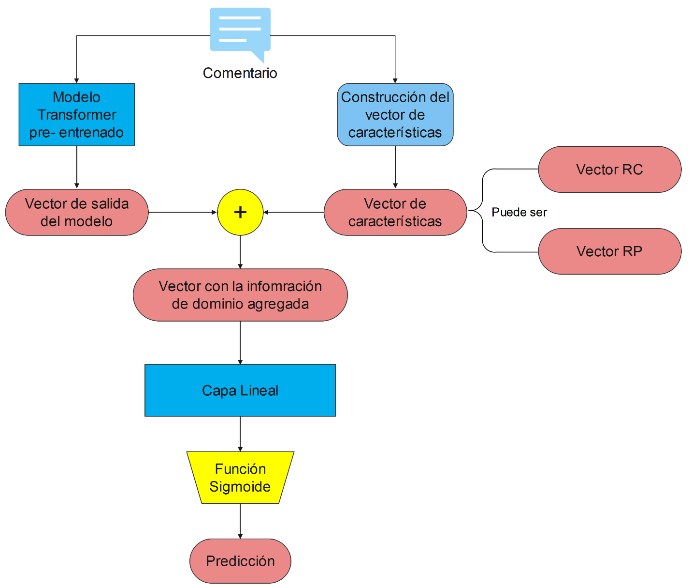 Comentario
Modelo
Transformer
pre- entrenado
Construcción del
vector de
características
Vector de salida
del modelo
+
Vector de
características
Puede ser
Vector RC
Vector RP
Vector con la infomración
de dominio agregada
Capa Lineal
Función
Sigmoide
Predicción